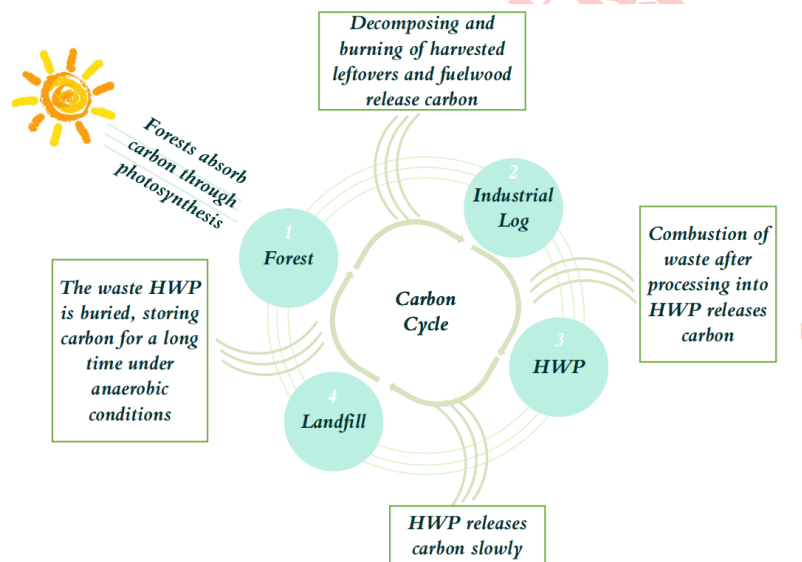 Decomposing and
burning of harvested
leftovers and fuelwood
release carbon
Forests absorb
carbon through
photosynthesis
1
Forest
2
Industrial
Log
Combustion of
waste after
processing into
HWP releases
carbon
The waste HWP
is buried, storing
carbon for a long
time under
anaerobic
conditions
Carbon
Cycle
3
HWP
4
Landfill
HWP releases
carbon slowly